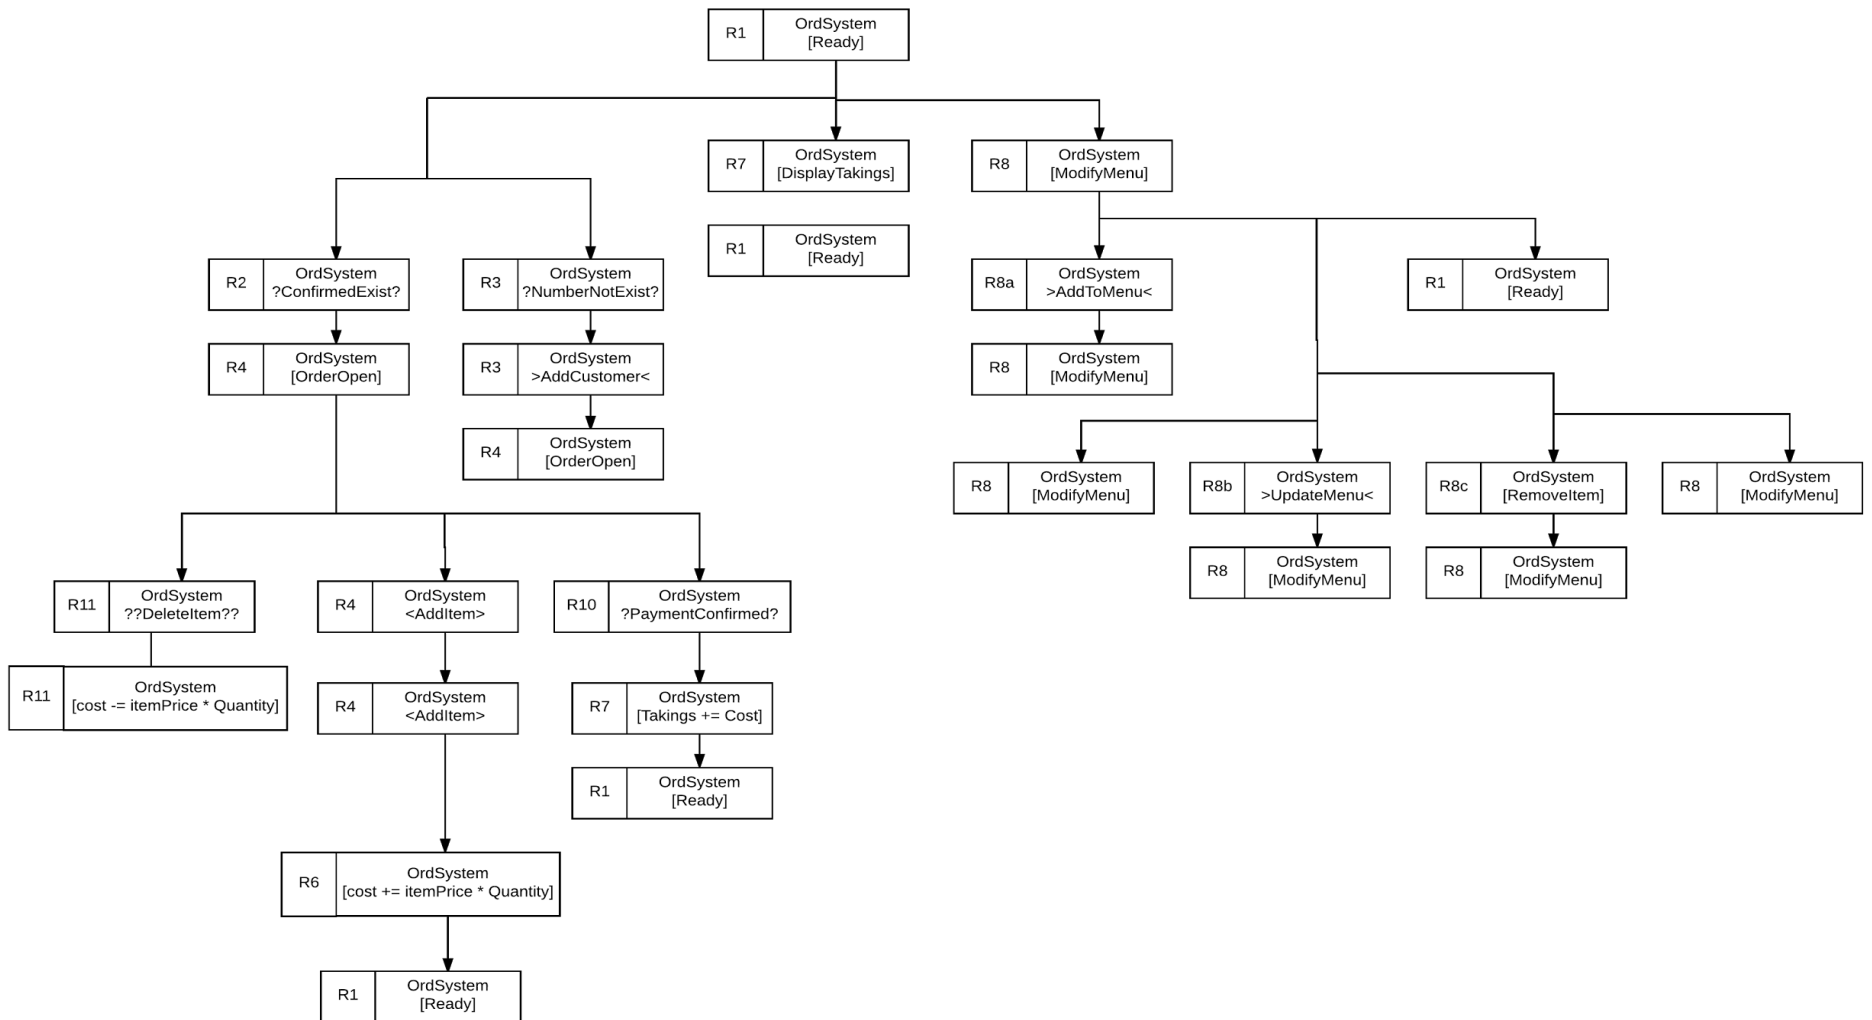 R1
OrdSystem
[Ready]
R7
OrdSystem
[DisplayTakings]
R8
OrdSystem
[ModifyMenu]
R1
OrdSystem
[Ready]
R2
OrdSystem
?ConfirmedExist?
R3
OrdSystem
?NumberNotExist?
R8a
OrdSystem
>AddToMenu<
R1
OrdSystem
[Ready]
R4
OrdSystem
[OrderOpen]
R3
OrdSystem
>AddCustomer<
R8
OrdSystem
[ModifyMenu]
R4
OrdSystem
[OrderOpen]
R8
OrdSystem
[ModifyMenu]
R8b
OrdSystem
>UpdateMenu<
R8c
OrdSystem
[RemoveItem]
R8
OrdSystem
[ModifyMenu]
R8
OrdSystem
[ModifyMenu]
R8
OrdSystem
[ModifyMenu]
R11
OrdSystem
??DeleteItem??
R4
OrdSystem
<AddItem>
R10
OrdSystem
?PaymentConfirmed?
R11
OrdSystem
[cost -= itemPrice * Quantity]
R4
OrdSystem
<AddItem>
R7
OrdSystem
[Takings += Cost]
R1
OrdSystem
[Ready]
R6
OrdSystem
[cost += itemPrice * Quantity]
R1
OrdSystem
[Ready]